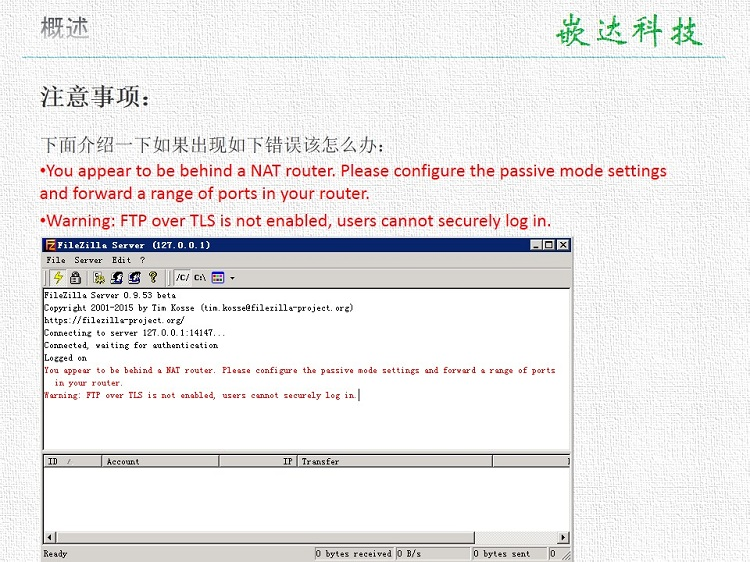 概述
嵌达科技
注意事项：
下面介绍一下如果出现如下错误该怎么办：
•You appear to be behind a NAT router. Please configure the passive mode settings
and forward a range of ports in your router.
•Warning: FTP over TLS is not enabled, users cannot securely log in.
FileZilla Server (127.0.0.1)
File Server Edit ?
/C/ C:\
FileZilla Server 0.9.53 beta
Copyright 2001-2015 by Tim Kosse (tim.kosse@filezilla-project.org)
https://filezilla-project.org/
Connecting to server 127.0.0.1:14147...
Connected, waiting for authentication
Logged on
You appear to be behind a NAT router. Please configure the passive mode settings and forward a range of ports
in your router.
Warning: FTP over TLS is not enabled, users cannot securely log in.
ID / Account IP Transfer
Ready 0 bytes received 0 B/s 0 bytes sent 0